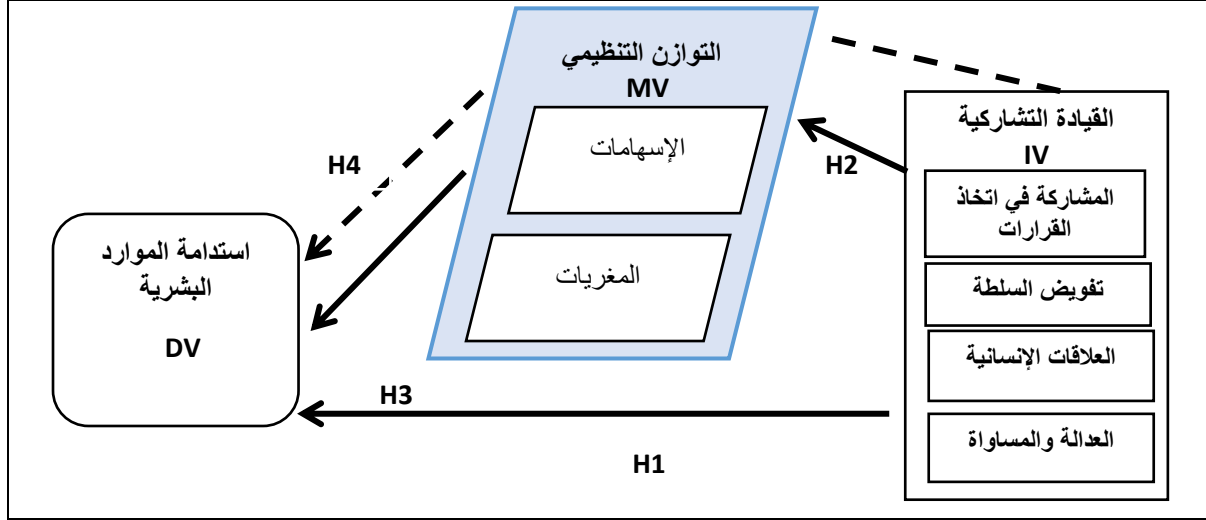 القيادة التشاركية
IV
المشاركة في اتخاذ
القرارات
تفويض السلطة
العلاقات الإنسانية
العدالة والمساواة
H2
التوازن التنظيمي
MV
الإسهامات
المغريات
H4
استدامة الموارد
البشرية
DV
H3
H1